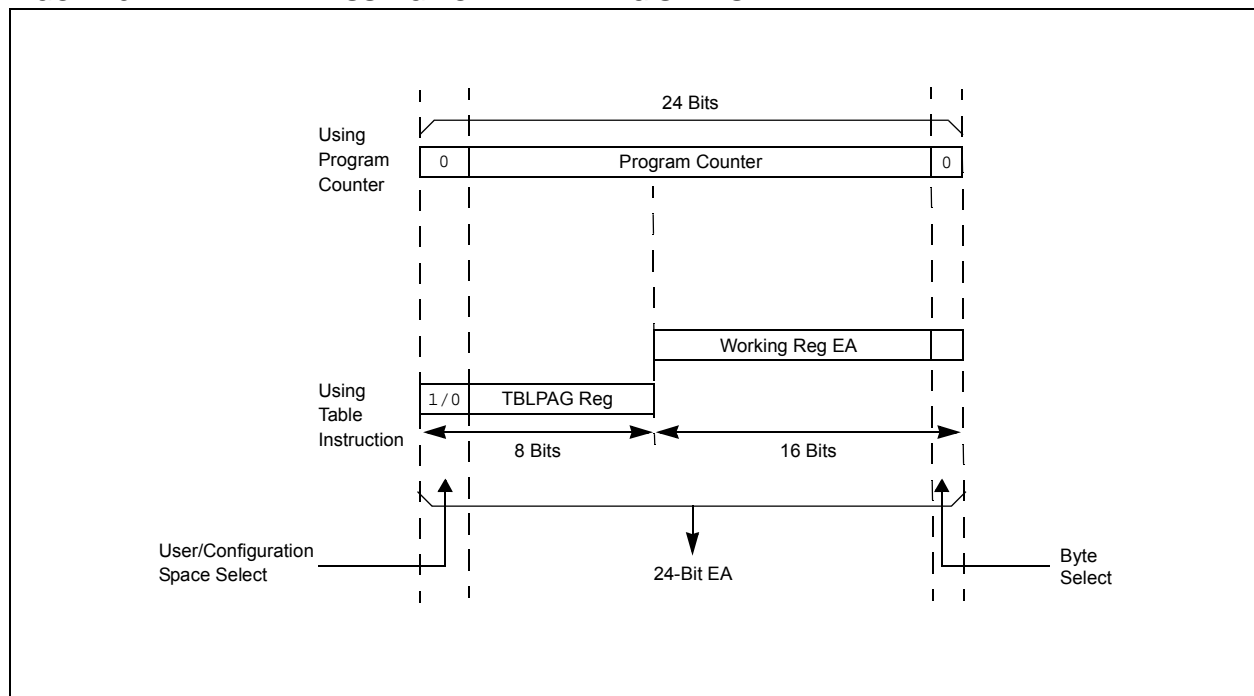 24 Bits
Using
Program
Counter
0
Program Counter
0
Working Reg EA
Using
Table
Instruction
1/0
TBLPAG Reg
8 Bits
16 Bits
User/Configuration
Space Select
24-Bit EA
Byte
Select